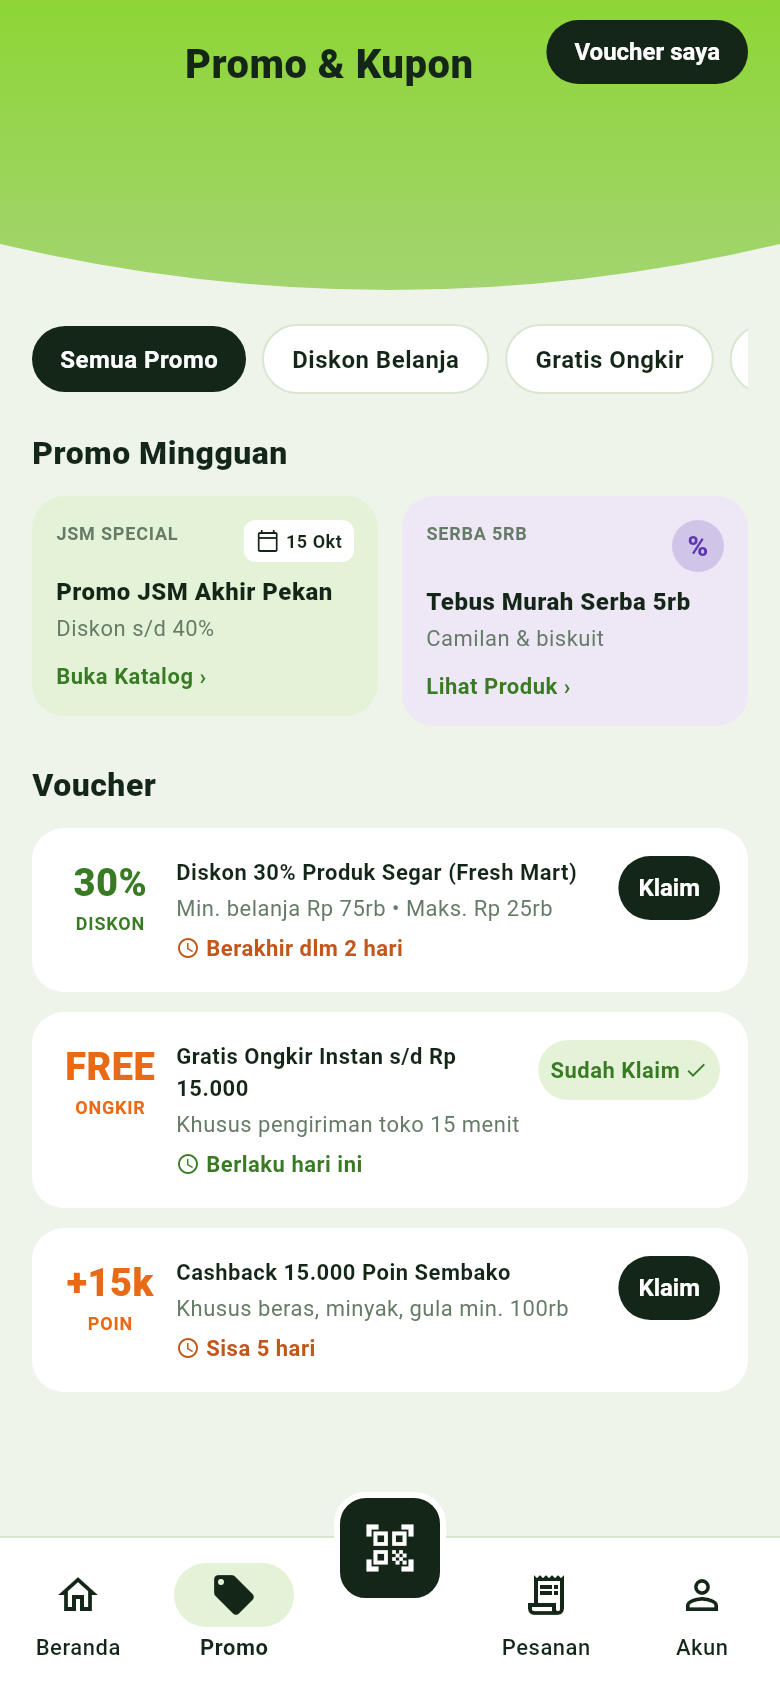 Promo & Kupon
Voucher saya
Semua Promo
Diskon Belanja
Gratis Ongkir
Promo Mingguan
JSM SPECIAL
15 Okt
Promo JSM Akhir Pekan
Diskon s/d 40%
Buka Katalog ›
SERBA 5RB
%
Tebus Murah Serba 5rb
Camilan & biskuit
Lihat Produk ›
Voucher
30%
DISKON
Diskon 30% Produk Segar (Fresh Mart)
Min. belanja Rp 75rb • Maks. Rp 25rb
Berakhir dlm 2 hari
Klaim
FREE
ONGKIR
Gratis Ongkir Instan s/d Rp
15.000
Khusus pengiriman toko 15 menit
Berlaku hari ini
Sudah Klaim ✓
+15k
POIN
Cashback 15.000 Poin Sembako
Khusus beras, minyak, gula min. 100rb
Sisa 5 hari
Klaim
Beranda
Promo
Pesanan
Akun